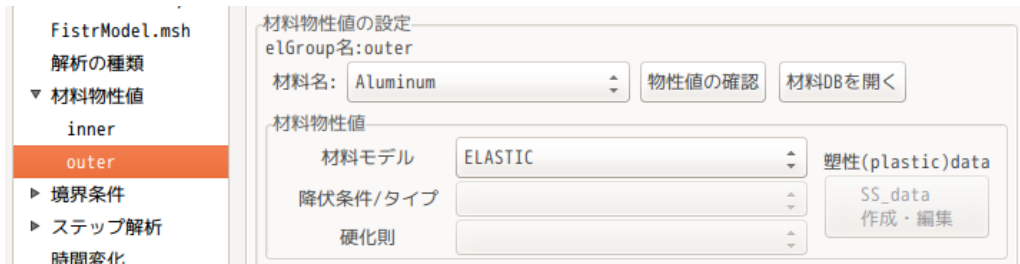 FistrModel.msh
解析の種類
▼ 材料物性値
inner
outer
▶ 境界条件
▶ ステップ解析
時間変化
材料物性値の設定
elGroup名:outer
材料名: Aluminum 物性値の確認 材料DBを開く
材料物性値
材料モデル ELASTIC 塑性(plastic)data
降伏条件/タイプ SS_data
作成・編集
硬化則